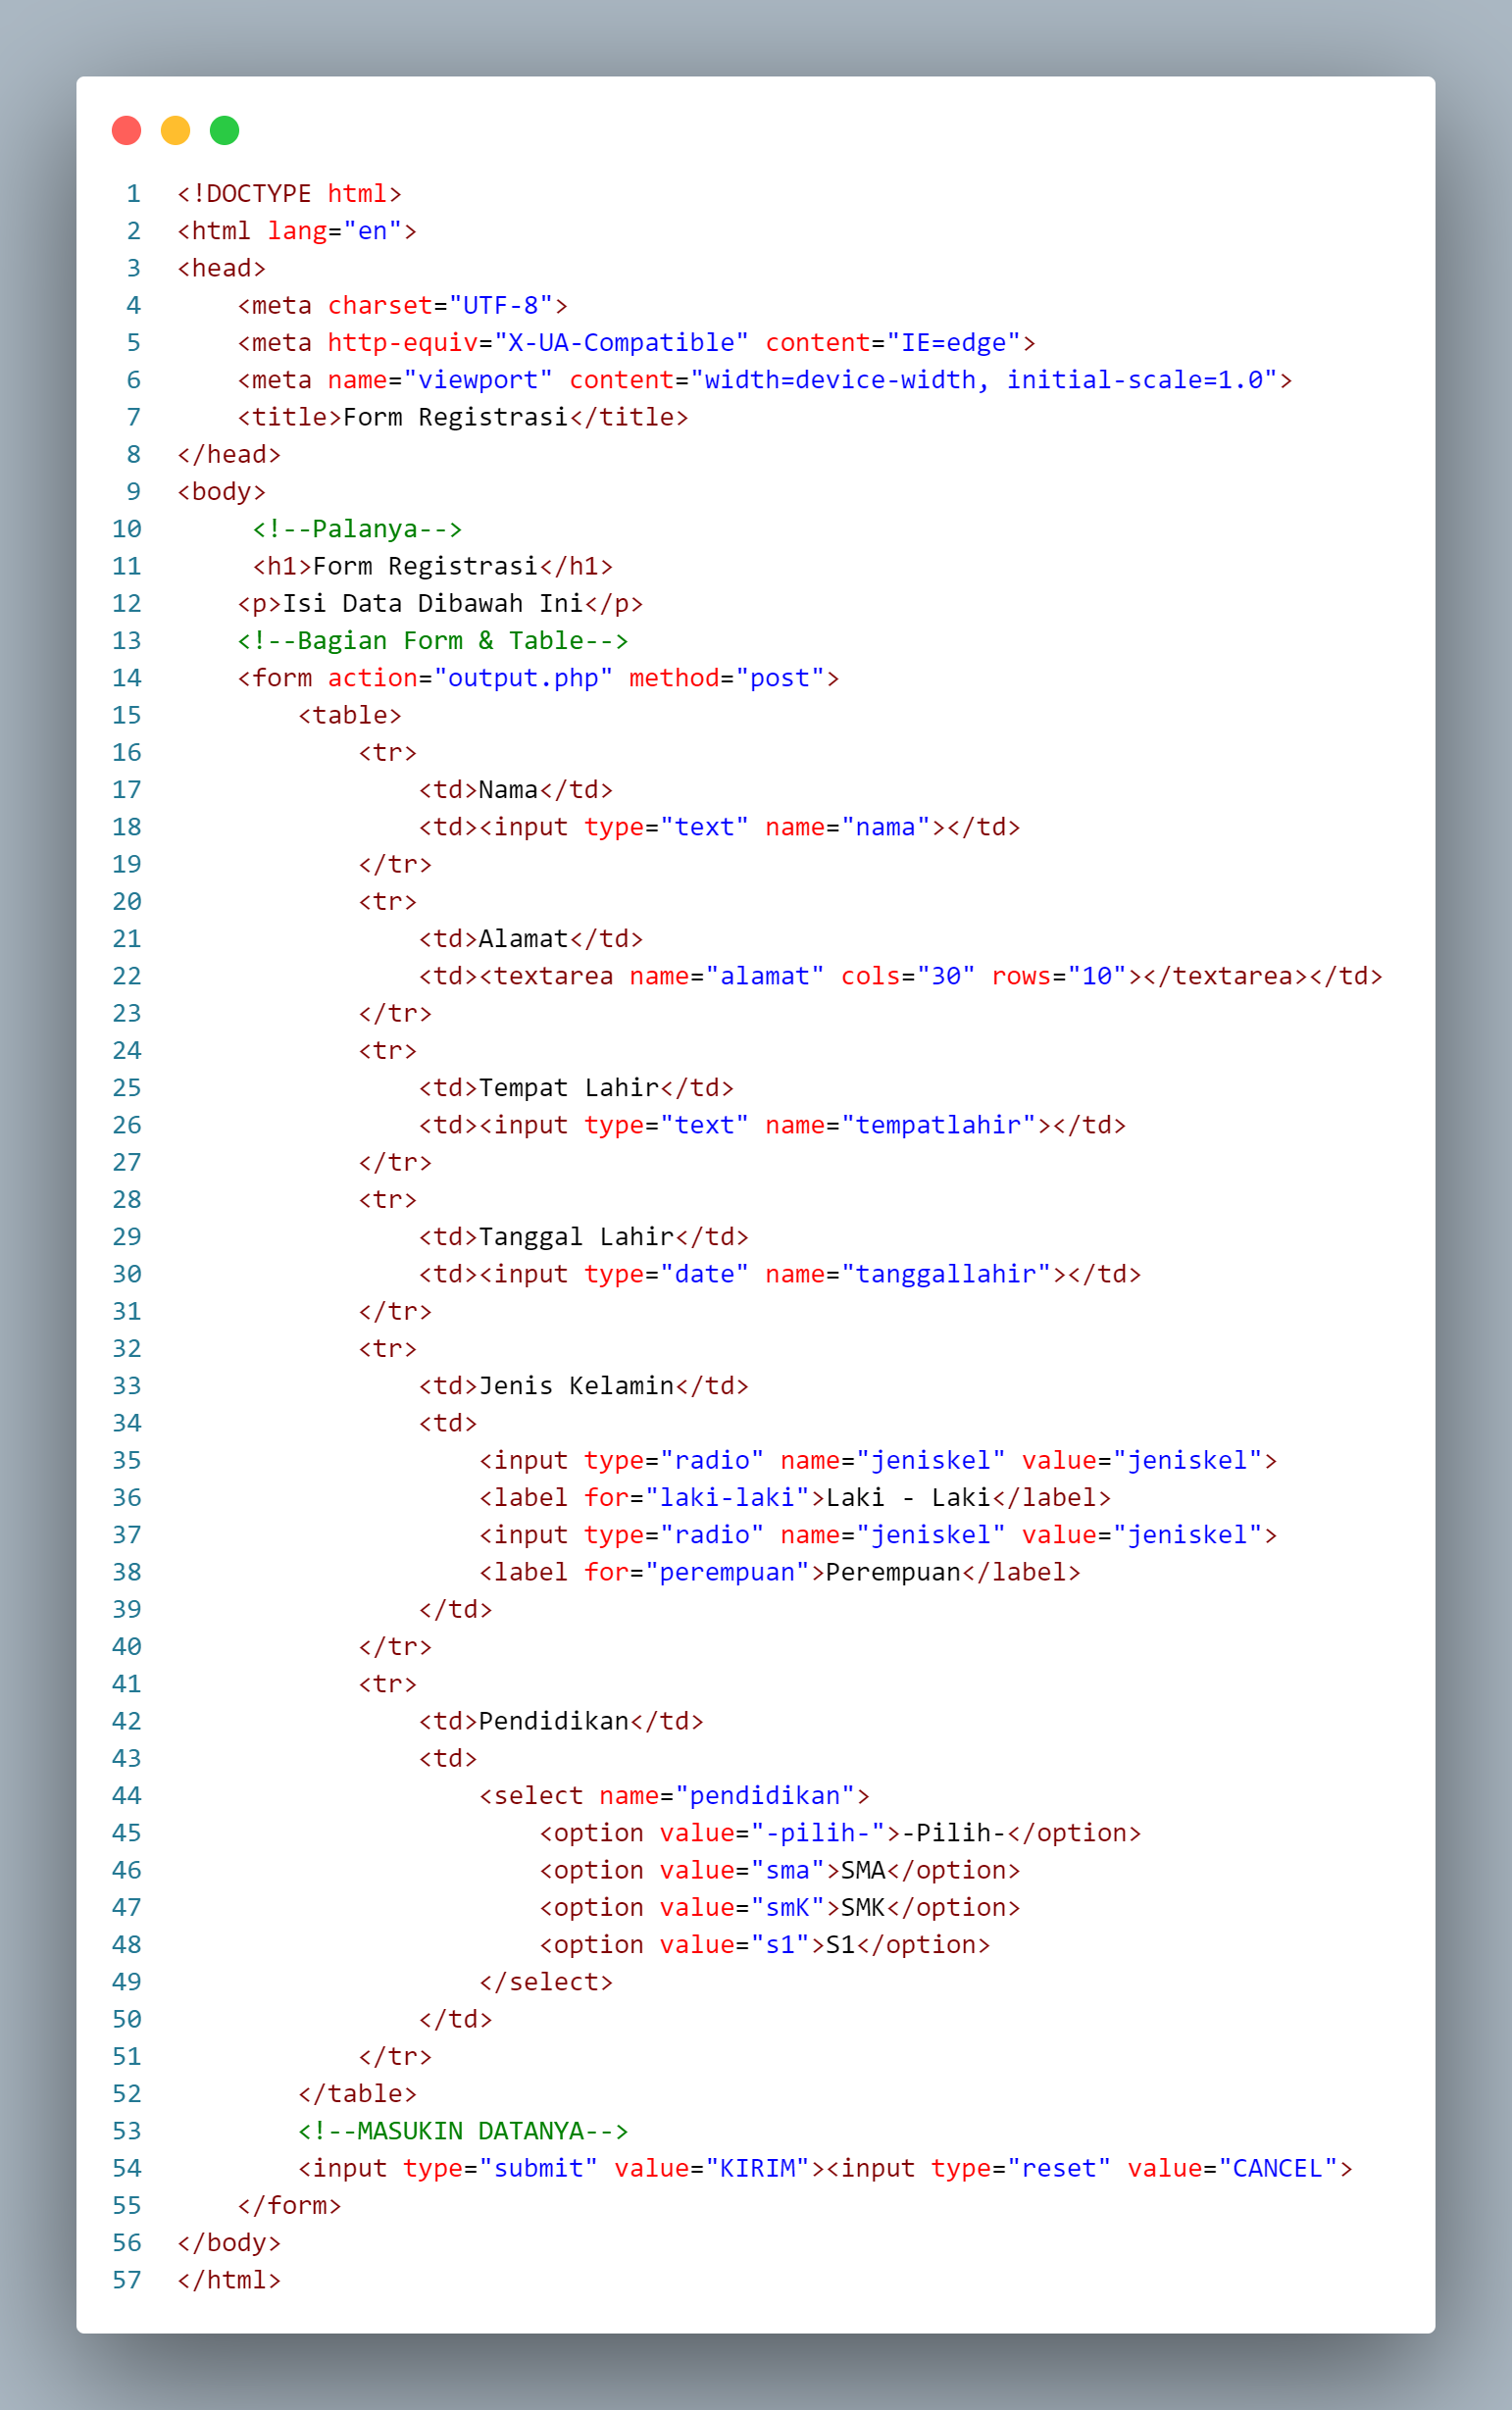 1 <!DOCTYPE html>
2 <html lang="en">
3 <head>
4     <meta charset="UTF-8">
5     <meta http-equiv="X-UA-Compatible" content="IE=edge">
6     <meta name="viewport" content="width=device-width, initial-scale=1.0">
7     <title>Form Registrasi</title>
8 </head>
9 <body>
10      <!--Palanya-->
11      <h1>Form Registrasi</h1>
12     <p>Isi Data Dibawah Ini</p>
13     <!--Bagian Form & Table-->
14     <form action="output.php" method="post">
15         <table>
16             <tr>
17                 <td>Nama</td>
18                 <td><input type="text" name="nama"></td>
19             </tr>
20             <tr>
21                 <td>Alamat</td>
22                 <td><textarea name="alamat" cols="30" rows="10"></textarea></td>
23             </tr>
24             <tr>
25                 <td>Tempat Lahir</td>
26                 <td><input type="text" name="tempatlahir"></td>
27             </tr>
28             <tr>
29                 <td>Tanggal Lahir</td>
30                 <td><input type="date" name="tanggallahir"></td>
31             </tr>
32             <tr>
33                 <td>Jenis Kelamin</td>
34                 <td>
35                     <input type="radio" name="jeniskel" value="jeniskel">
36                     <label for="laki-laki">Laki - Laki</label>
37                     <input type="radio" name="jeniskel" value="jeniskel">
38                     <label for="perempuan">Perempuan</label>
39                 </td>
40             </tr>
41             <tr>
42                 <td>Pendidikan</td>
43                 <td>
44                     <select name="pendidikan">
45                         <option value="-pilih-">-Pilih-</option>
46                         <option value="sma">SMA</option>
47                         <option value="smK">SMK</option>
48                         <option value="s1">S1</option>
49                     </select>
50                 </td>
51             </tr>
52         </table>
53         <!--MASUKIN DATANYA-->
54         <input type="submit" value="KIRIM"><input type="reset" value="CANCEL">
55     </form>
56 </body>
57 </html>